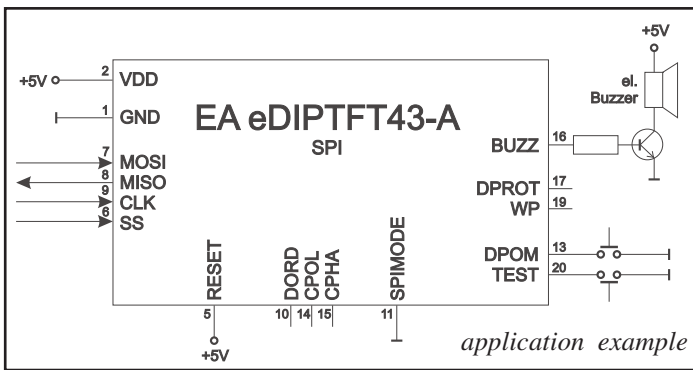 +5V
+5V
2
VDD
el.
Buzzer
1
GND
EA eDIPTFT43-A
SPI
BUZZ
16
7
MOSI
8
MISO
9
CLK
6
SS
DPROT
17
WP
19
DPOM
13
TEST
20
RESET
DORD
CPOL
CPHA
SPIMODE
5
10
14
15
11
+5V
application example